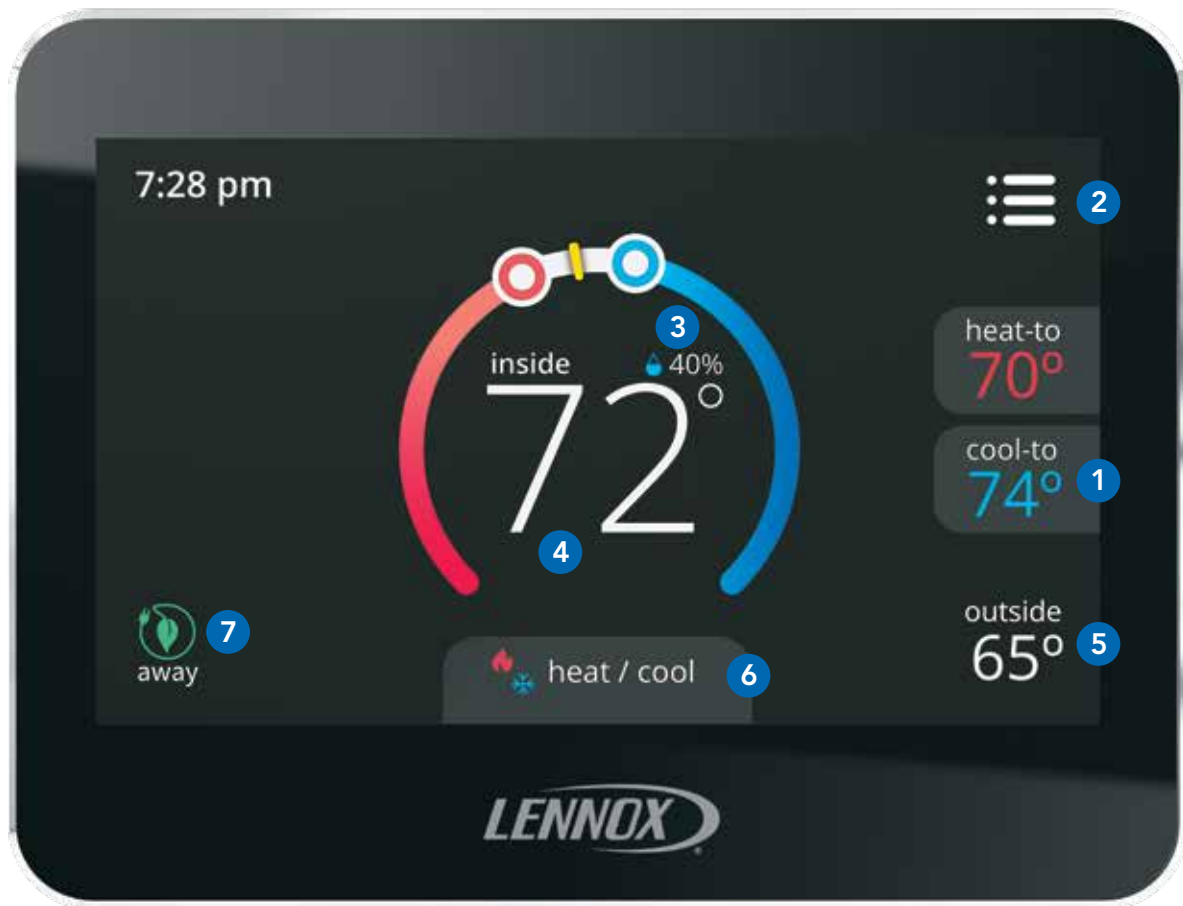 7:28 pm
2
3
inside 40%
72°
4
heat-to
70°
cool-to
74°
1
outside
65°
5
7
away
heat / cool
6
LENNOX